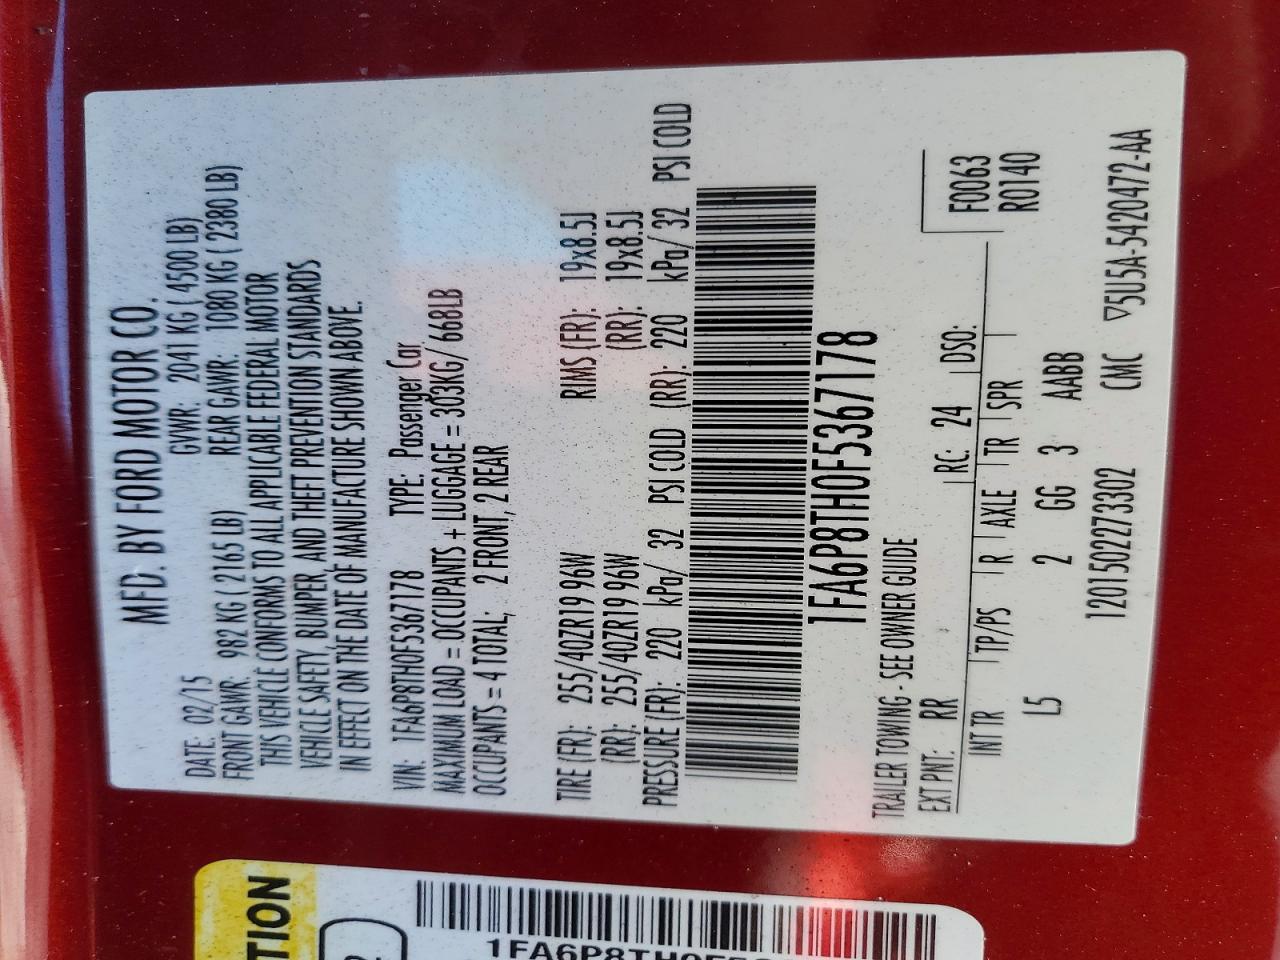 MFD. BY FORD MOTOR CO.
DATE: 02/15 GVWR: 2041 KG ( 4500 LB)
FRONT GAWR: 982 KG ( 2165 LB) REAR GAWR: 1080 KG ( 2380 LB)
THIS VEHICLE CONFORMS TO ALL APPLICABLE FEDERAL MOTOR
VEHICLE SAFETY, BUMPER, AND THEFT PREVENTION STANDARDS
IN EFFECT ON THE DATE OF MANUFACTURE SHOWN ABOVE.
VIN: 1FA6P8TH0F5367178 TYPE: Passenger Car
MAXIMUM LOAD = OCCUPANTS + LUGGAGE = 303KG/ 668LB
OCCUPANTS = 4 TOTAL; 2 FRONT, 2 REAR
TIRE (FR): 255/40ZR19 96W RIMS (FR): 19x8.5J
(RR): 255/40ZR19 96W (RR): 19x8.5J
PRESSURE (FR): 220 kPa/ 32 PSI COLD (RR): 220 kPa/ 32 PSI COLD
1FA6P8TH0F5367178
TRAILER TOWING - SEE OWNER GUIDE
EXT PNT: RR RC: 24 DSO: F0063
INT TR TP/PS R AXLE TR SPR R0140
L5 2 GG 3 AABB
1201502273302 CMC ▽5U5A-5420472-AA
TION
1FA6P8TH0F